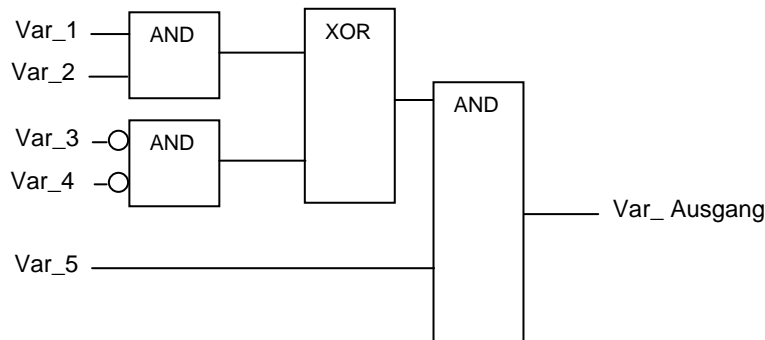 Var_1
AND
XOR
Var_2
AND
Var_3
AND
Var_4
Var_ Ausgang
Var_5